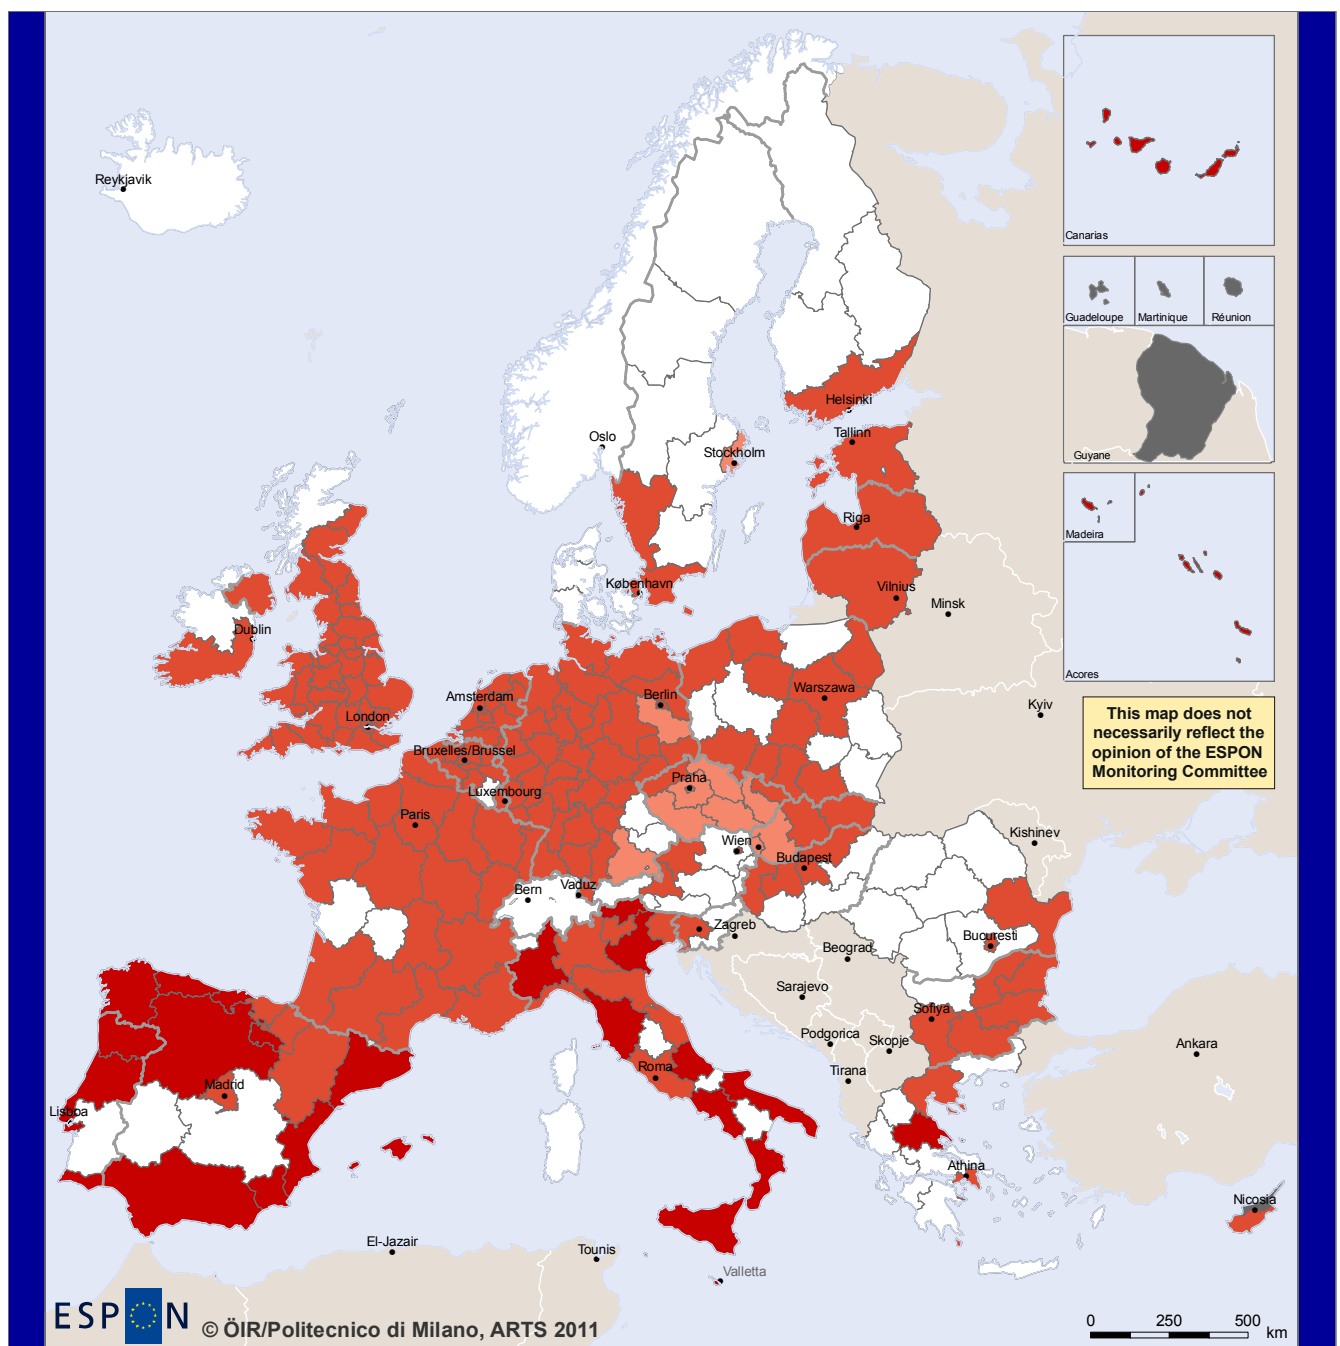 Canarias
Reykjavik
Guadeloupe
Martinique
Réunion
Helsinki
Tallinn
Oslo
Stockholm
Guyane
Riga
Madeira
København
Vilnius
Minsk
Dublin
Acores
Amsterdam
Berlin
Warszawa
Kyiv
London
This map does not
necessarily reflect the
opinion of the ESPON
Monitoring Committee
Bruxelles/Brussel
Praha
Luxembourg
Paris
Kishinev
Wien
Budapest
Bern
Vaduz
Zagreb
Bucuresti
Beograd
Sarajevo
Sofiya
Podgorica
Skopje
Ankara
Roma
Tirana
Madrid
Lisboa
Athina
Nicosia
El-Jazair
Tounis
Valletta
ESPON
© ÖIR/Politecnico di Milano, ARTS 2011
0 250 500
km